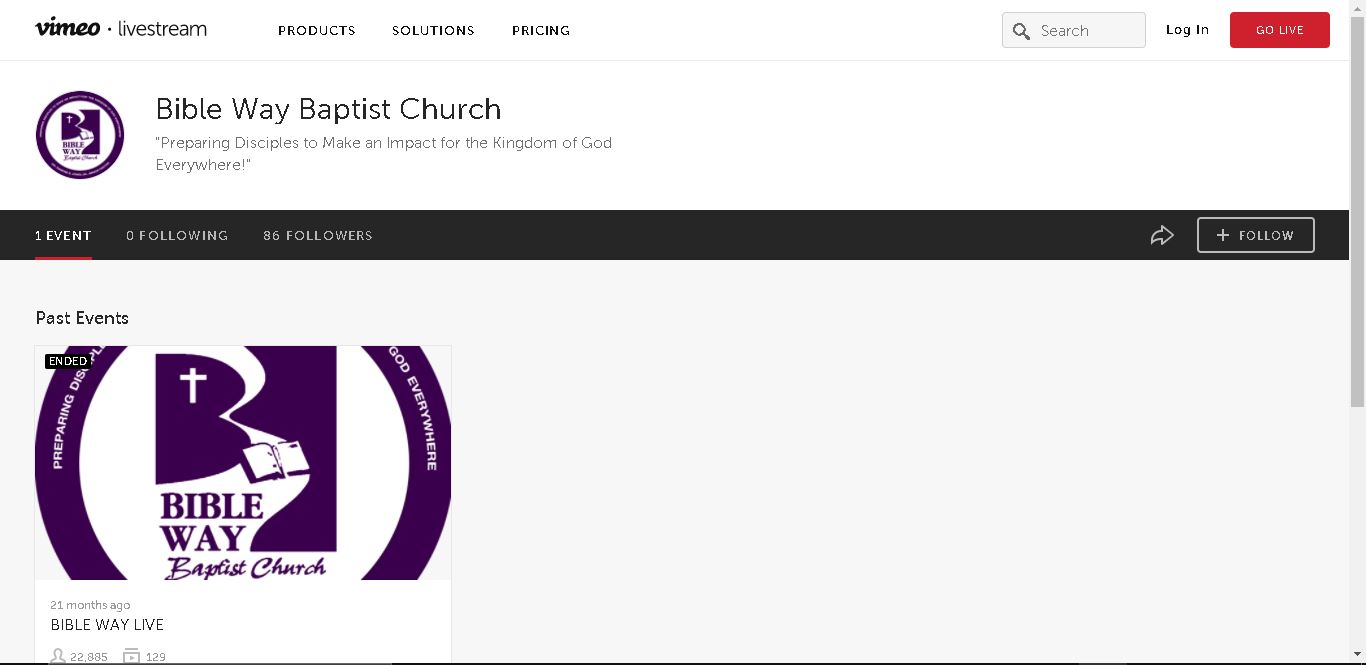 vimeo · livestream
PRODUCTS
SOLUTIONS
PRICING
Search
Log In
GO LIVE
BIBLE
WAY
Baptist Church
Bible Way Baptist Church
"Preparing Disciples to Make an Impact for the Kingdom of God
Everywhere!"
1 EVENT
0 FOLLOWING
86 FOLLOWERS
+ FOLLOW
Past Events
ENDED
PREPARING
GOD EVERYWHERE
BIBLE
WAY
Baptist Church
21 months ago
BIBLE WAY LIVE
22,885
129